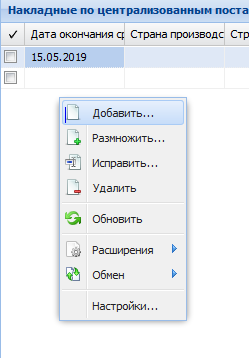 Накладные по централизованным поста
Дата окончания ср Страна производс Стр
15.05.2019
Добавить...
Размножить...
Исправить...
Удалить
Обновить
Расширения
Обмен
Настройки...